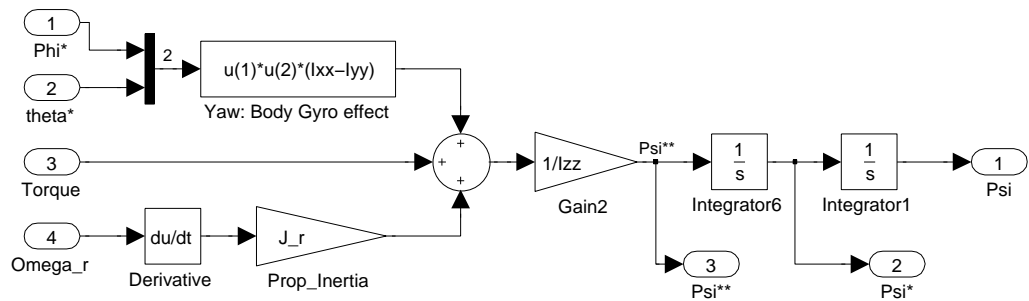 1
Phi*
2
theta*
2
u(1)*u(2)*(Ixx−Iyy)
Yaw: Body Gyro effect
3
Torque
4
Omega_r
du/dt
Derivative
J_r
Prop_Inertia
+
+
+
1/Izz
Gain2
Psi**
1
s
Integrator6
1
s
Integrator1
1
Psi
3
Psi**
2
Psi*